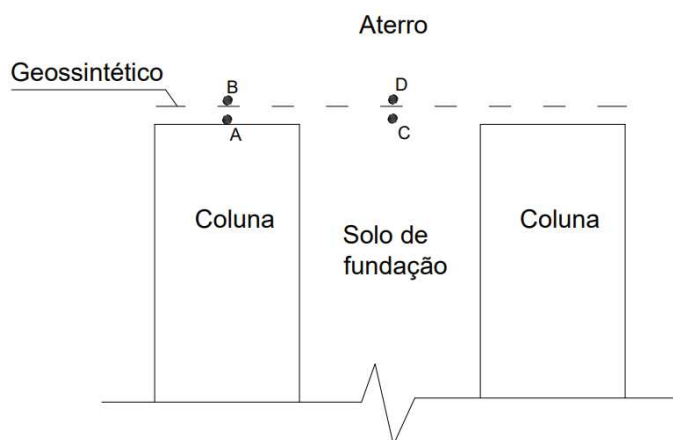 Aterro
Geossintético
B
D
A
C
Coluna
Coluna
Solo de
fundação